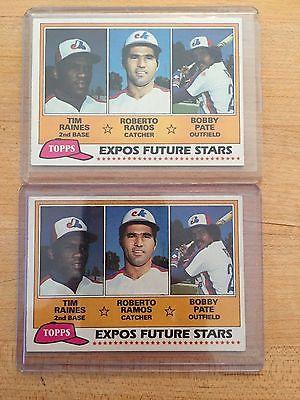 TIM RAINES 2nd BASE ☆ ROBERTO RAMOS CATCHER ☆ BOBBY PATE OUTFIELD
TOPPS EXPOS FUTURE STARS
TIM RAINES 2nd BASE ☆ ROBERTO RAMOS CATCHER ☆ BOBBY PATE OUTFIELD
TOPPS EXPOS FUTURE STARS